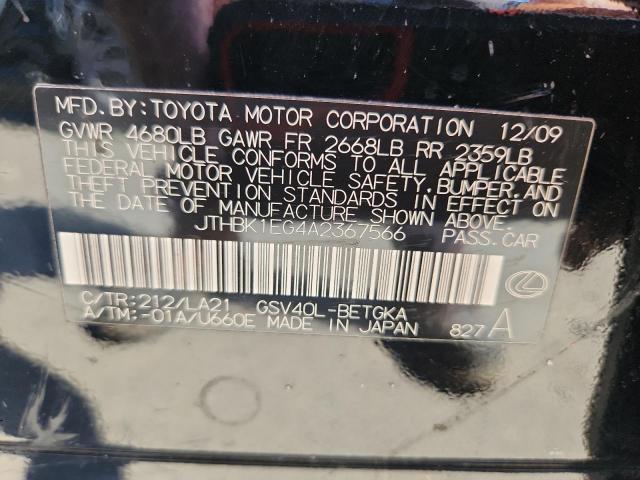 MFD. BY: TOYOTA MOTOR CORPORATION 12/09
GVWR 4680LB GAWR FR 2668LB RR 2359LB
THIS VEHICLE CONFORMS TO ALL APPLICABLE
FEDERAL MOTOR VEHICLE SAFETY, BUMPER, AND
THEFT PREVENTION STANDARDS IN EFFECT ON
THE DATE OF MANUFACTURE SHOWN ABOVE.
JTHBK1EG4A2367566 PASS. CAR
C/TR: 212/LA21 GSV40L-BETGKA
A/TM: -01A/U660E MADE IN JAPAN 827 A